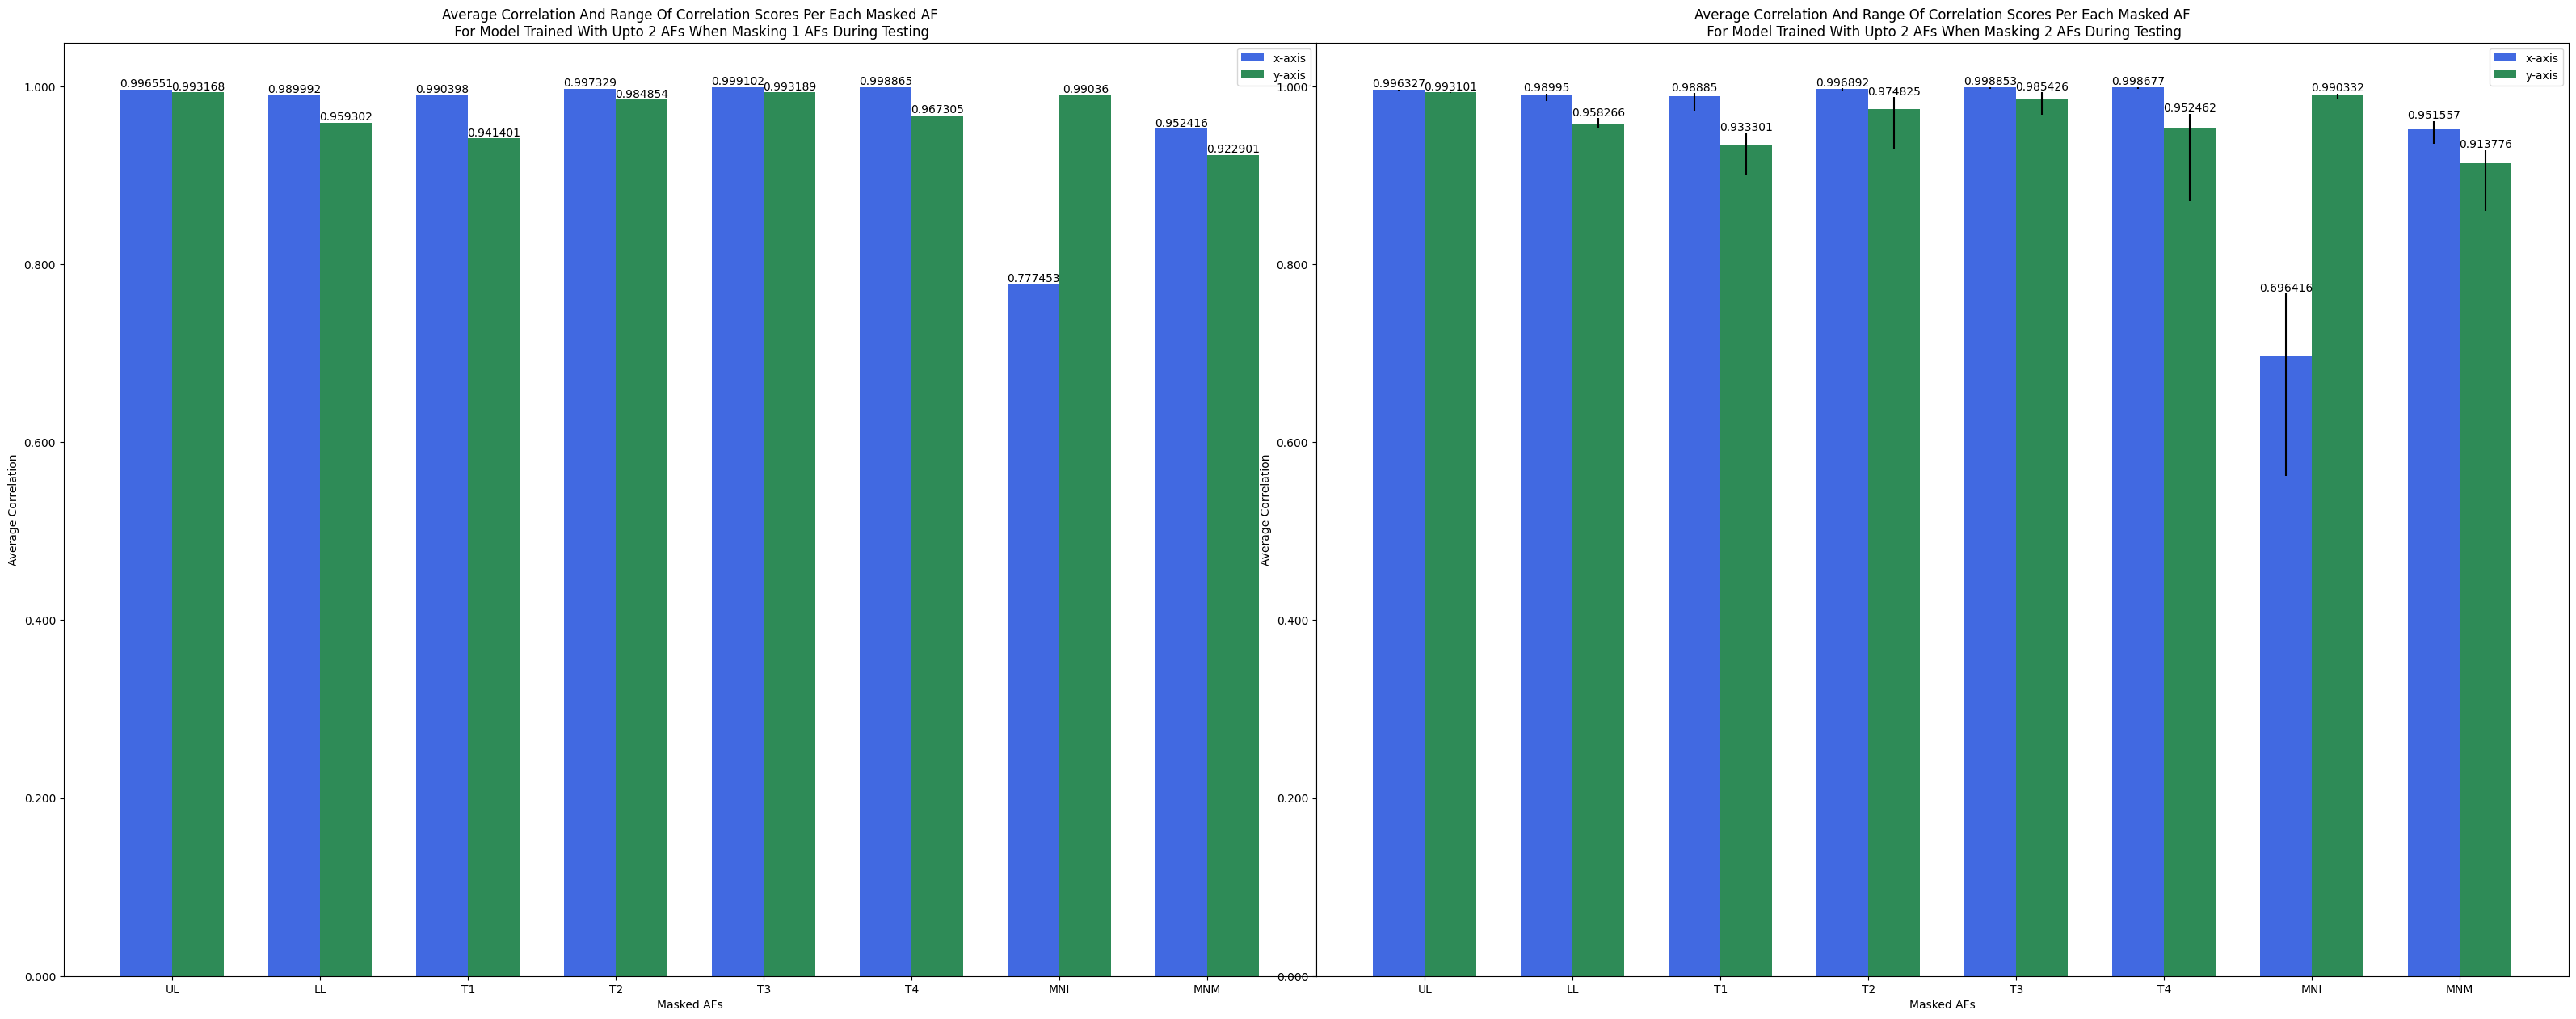 Average Correlation And Range Of Correlation Scores Per Each Masked AF
For Model Trained With Upto 2 AFs When Masking 1 AFs During Testing
x-axis
y-axis
Average Correlation
1.000
0.800
0.600
0.400
0.200
0.000
0.996551
0.993168
0.989992
0.959302
0.990398
0.941401
0.997329
0.984854
0.999102
0.993189
0.998865
0.967305
0.777453
0.99036
0.952416
0.922901
UL
LL
T1
T2
T3
T4
MNI
MNM
Masked AFs
Average Correlation And Range Of Correlation Scores Per Each Masked AF
For Model Trained With Upto 2 AFs When Masking 2 AFs During Testing
x-axis
y-axis
Average Correlation
1.000
0.800
0.600
0.400
0.200
0.000
0.996327
0.993101
0.98995
0.958266
0.98885
0.933301
0.996892
0.974825
0.998853
0.985426
0.998677
0.952462
0.696416
0.990332
0.951557
0.913776
UL
LL
T1
T2
T3
T4
MNI
MNM
Masked AFs